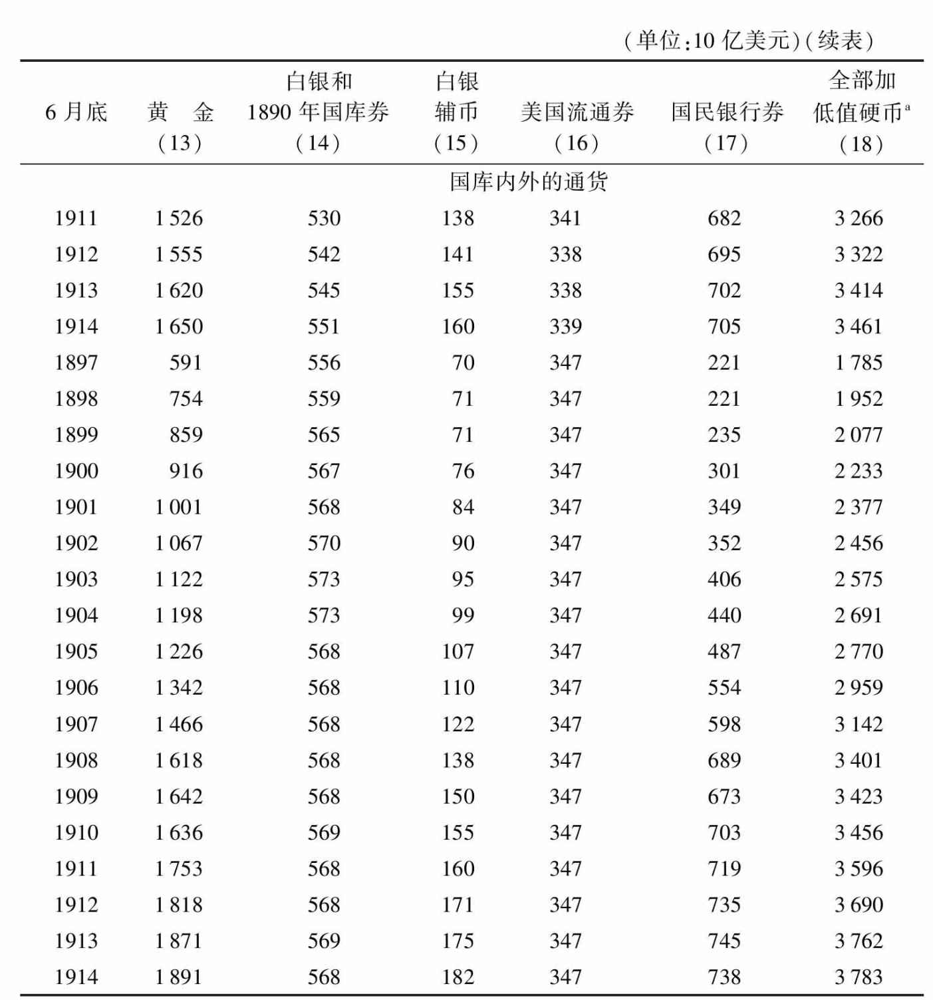 (单位:10 亿美元)(续表)
白银和 白银 全部加
6 月底 黄 金 1890 年国库券 辅币 美国流通券 国民银行券 低值硬币a
(13) (14) (15) (16) (17) (18)
国库内外的通货
1911 1 526 530 138 341 682 3 266
1912 1 555 542 141 338 695 3 322
1913 1 620 545 155 338 702 3 414
1914 1 650 551 160 339 705 3 461
1897 591 556 70 347 221 1 785
1898 754 559 71 347 221 1 952
1899 859 565 71 347 235 2 077
1900 916 567 76 347 301 2 233
1901 1 001 568 84 347 349 2 377
1902 1 067 570 90 347 352 2 456
1903 1 122 573 95 347 406 2 575
1904 1 198 573 99 347 440 2 691
1905 1 226 568 107 347 487 2 770
1906 1 342 568 110 347 554 2 959
1907 1 466 568 122 347 598 3 142
1908 1 618 568 138 347 689 3 401
1909 1 642 568 150 347 673 3 423
1910 1 636 569 155 347 703 3 456
1911 1 753 568 160 347 719 3 596
1912 1 818 568 171 347 735 3 690
1913 1 871 569 175 347 745 3 762
1914 1 891 568 182 347 738 3 783